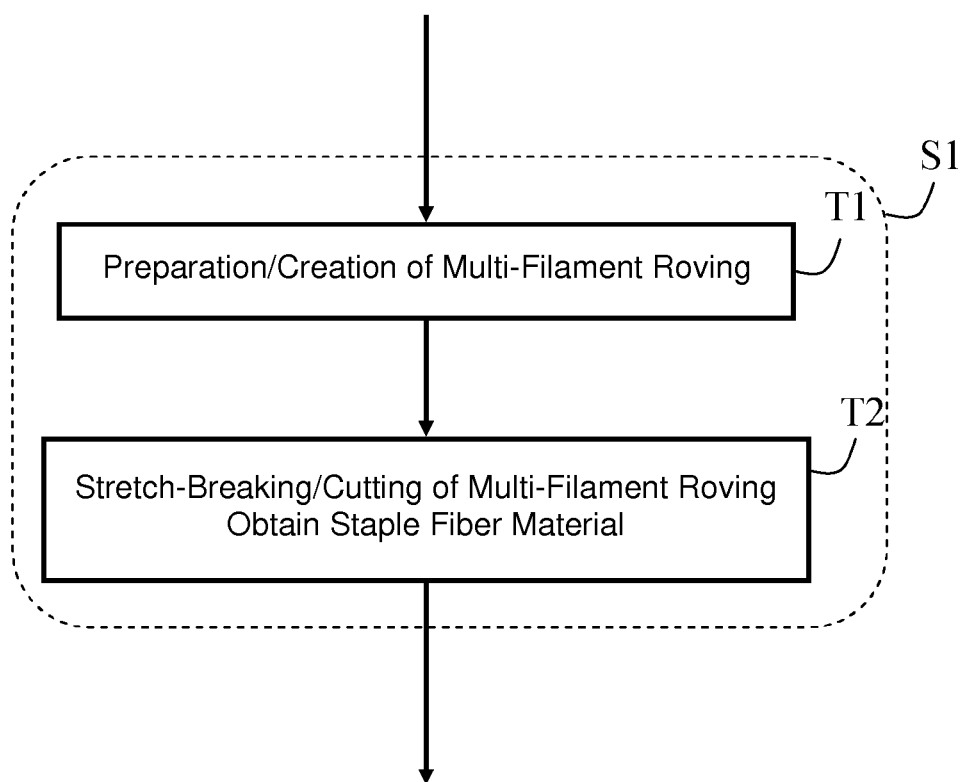 S1
T1
Preparation/Creation of Multi-Filament Roving
T2
Stretch-Breaking/Cutting of Multi-Filament Roving
Obtain Staple Fiber Material